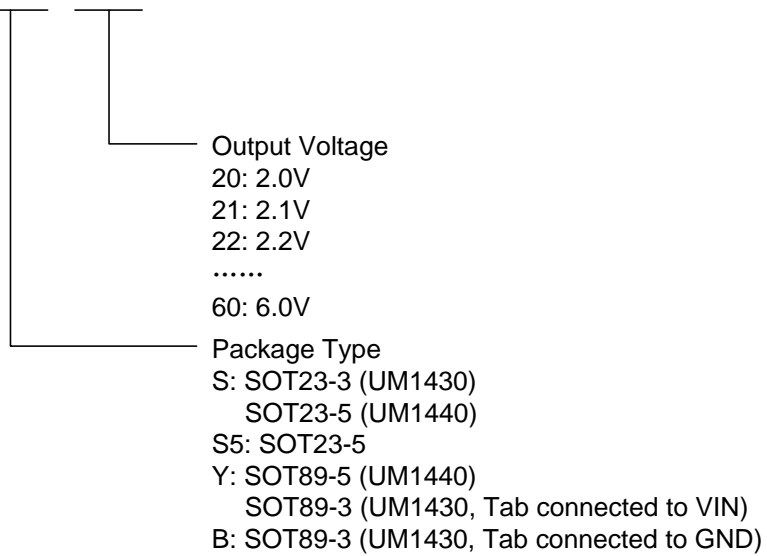 Output Voltage
20: 2.0V
21: 2.1V
22: 2.2V
……
60: 6.0V
Package Type
S: SOT23-3 (UM1430)
SOT23-5 (UM1440)
S5: SOT23-5
Y: SOT89-5 (UM1440)
SOT89-3 (UM1430, Tab connected to VIN)
B: SOT89-3 (UM1430, Tab connected to GND)